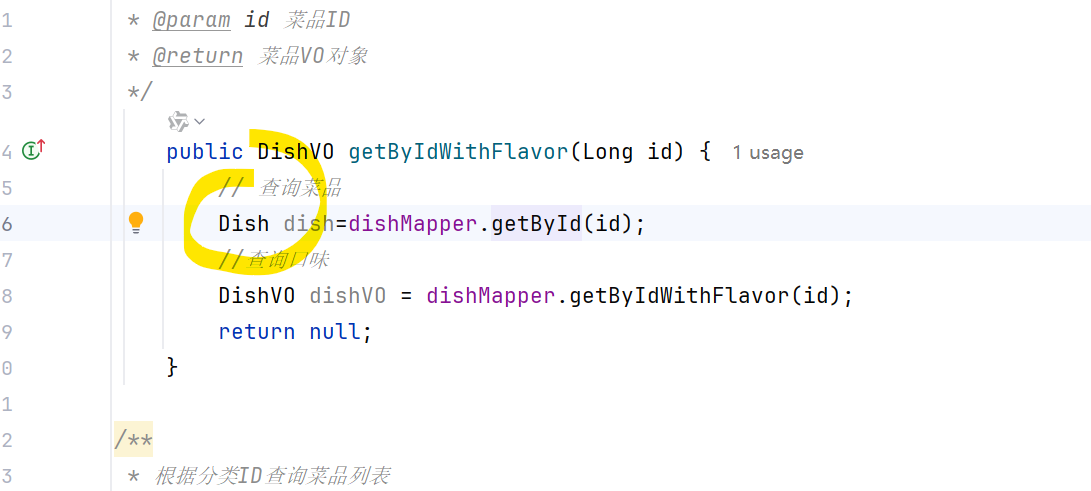 1 * @param id 菜品ID
2 * @return 菜品VO对象
3 */
4 public DishVO getByIdWithFlavor(Long id) { 1 usage
5 // 查询菜品
6 Dish dish=dishMapper.getById(id);
7 //查询口味
8 DishVO dishVO = dishMapper.getByIdWithFlavor(id);
9 return null;
0 }
1
2 /**
3 * 根据分类ID查询菜品列表